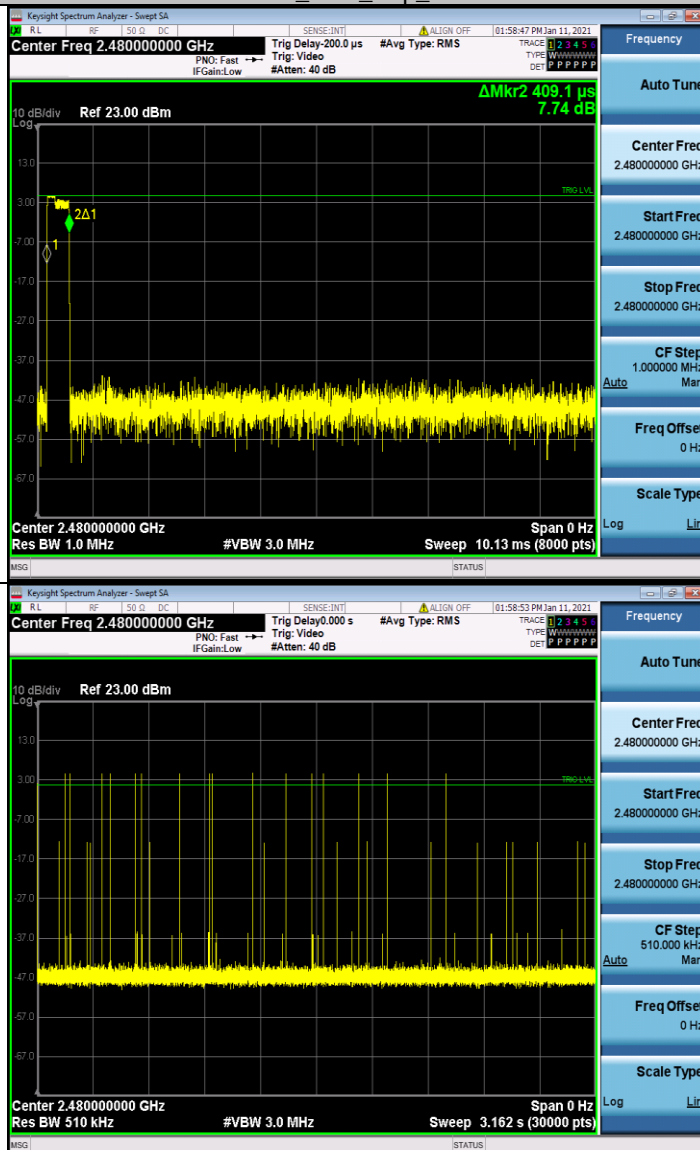 Keysight Spectrum Analyzer - Swept SA
RL RF 50 Ω DC SENSE:INT ALIGN OFF 01:58:47 PM Jan 11, 2021
Center Freq 2.480000000 GHz Trig Delay-200.0 µs #Avg Type: RMS TRACE 1 2 3 4 5 6 Frequency
PNO: Fast Trig: Video TYPE WWWWWW
IFGain:Low #Atten: 40 dB DET P P P P P P
Auto Tune
ΔMkr2 409.1 µs
10 dB/div Ref 23.00 dBm 7.74 dB
Log
Center Freq
2.480000000 GHz
13.0
TRIG LVL
3.00
2Δ1
Start Freq
2.480000000 GHz
-7.00
1
-17.0
Stop Freq
2.480000000 GHz
-27.0
-37.0
CF Step
1.000000 MHz
Auto Man
-47.0
-57.0
Freq Offset
0 Hz
-67.0
Scale Type
Log Lin
Center 2.480000000 GHz Span 0 Hz
Res BW 1.0 MHz #VBW 3.0 MHz Sweep 10.13 ms (8000 pts)
MSG STATUS
Keysight Spectrum Analyzer - Swept SA
RL RF 50 Ω DC SENSE:INT ALIGN OFF 01:58:53 PM Jan 11, 2021
Center Freq 2.480000000 GHz Trig Delay0.000 s #Avg Type: RMS TRACE 1 2 3 4 5 6 Frequency
PNO: Fast Trig: Video TYPE WWWWWW
IFGain:Low #Atten: 40 dB DET P P P P P P
Auto Tune
10 dB/div Ref 23.00 dBm
Log
Center Freq
2.480000000 GHz
13.0
3.00
TRIG LVL
Start Freq
2.480000000 GHz
-7.00
-17.0
Stop Freq
2.480000000 GHz
-27.0
-37.0
CF Step
510.000 kHz
Auto Man
-47.0
-57.0
Freq Offset
0 Hz
-67.0
Scale Type
Log Lin
Center 2.480000000 GHz Span 0 Hz
Res BW 510 kHz #VBW 3.0 MHz Sweep 3.162 s (30000 pts)
MSG STATUS